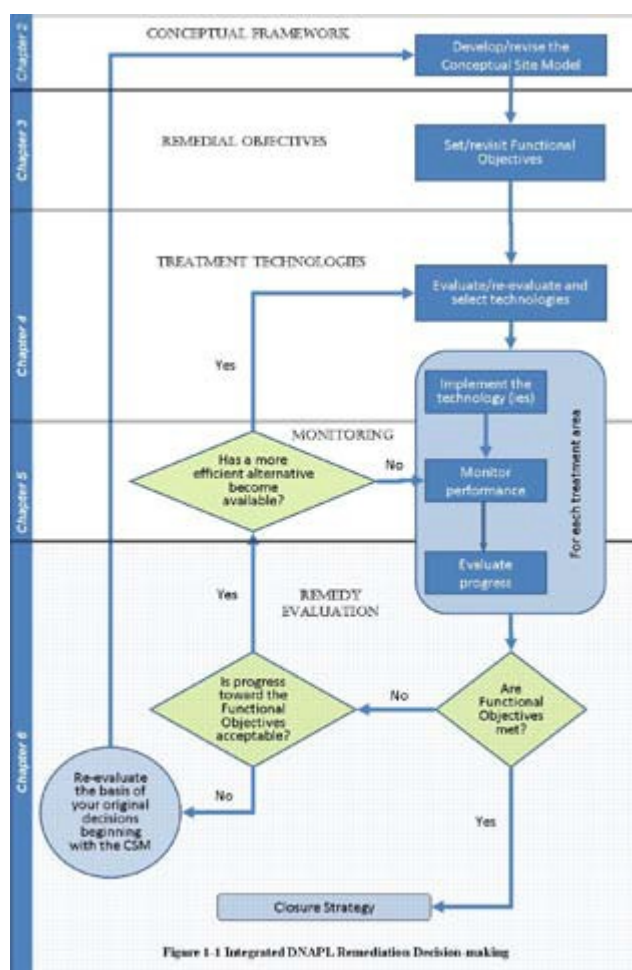 Chapter 2
CONCEPTUAL FRAMEWORK
Develop/revise the
Conceptual Site Model
Chapter 3
REMEDIAL OBJECTIVES
Set/revisit Functional
Objectives
Chapter 4
TREATMENT TECHNOLOGIES
Evaluate/re-evaluate and
select technologies
Yes
Implement the
technology (ies)
For each treatment area
Chapter 5
MONITORING
Has a more
efficient alternative
become
available?
No
Monitor
performance
Evaluate
progress
Chapter 6
Yes
REMEDY
EVALUATION
Is progress
toward the
Functional
Objectives
acceptable?
No
Are
Functional
Objectives
met?
Re-evaluate
the basis of
your original
decisions
beginning
with the CSM
No
Yes
Closure Strategy
Figure 1-1 Integrated DNAPL Remediation Decision-making